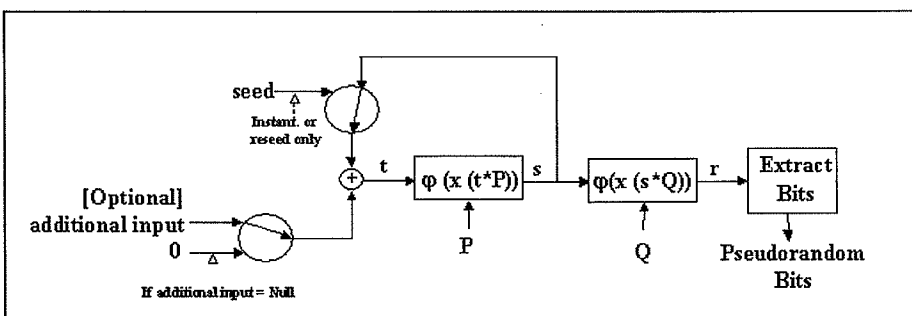 seed
Instant. or
reseed only
[Optional]
additional input
0
If additional input = Null
+
t
φ (x (t*P))
P
s
φ(x (s*Q))
Q
r
Extract
Bits
Pseudorandom
Bits